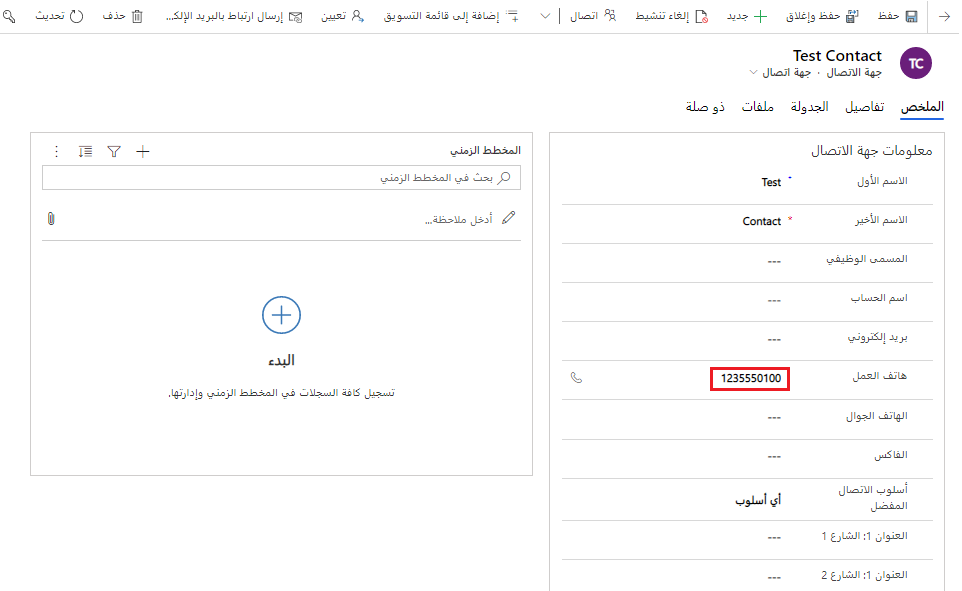 حفظ
حفظ وإغلاق
جديد
إلغاء تنشيط
اتصال
إضافة إلى قائمة التسويق
تعيين
إرسال ارتباط بالبريد الإلك...
حذف
تحديث
TC
Test Contact
جهة الاتصال · جهة اتصال
الملخص
تفاصيل
الجدولة
ملفات
ذو صلة
معلومات جهة الاتصال
الاسم الأول
Test
الاسم الأخير *
Contact
المسمى الوظيفي
---
اسم الحساب
---
بريد إلكتروني
---
هاتف العمل
1235550100
الهاتف الجوال
---
الفاكس
---
أسلوب الاتصال
المفضل
أي أسلوب
العنوان 1: الشارع 1
---
العنوان 1: الشارع 2
---
المخطط الزمني
بحث في المخطط الزمني
أدخل ملاحظة...
البدء
تسجيل كافة السجلات في المخطط الزمني وإدارتها.